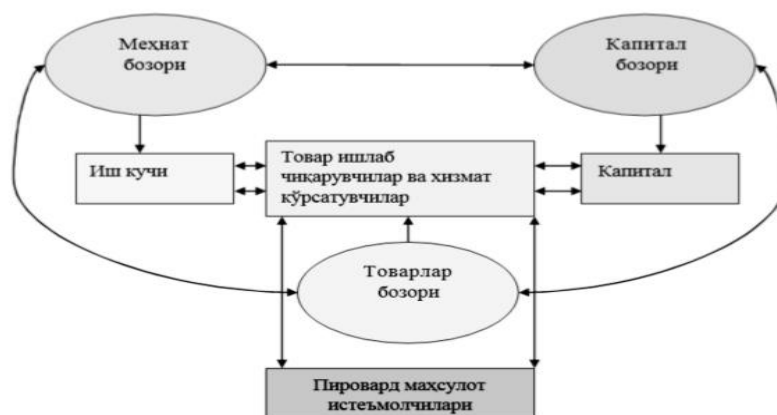 Меҳнат
бозори
Капитал
бозори
Иш кучи
Товар ишлаб
чиқарувчилар ва хизмат
кўрсатувчилар
Капитал
Товарлар
бозори
Пировард маҳсулот
истеъмолчилари